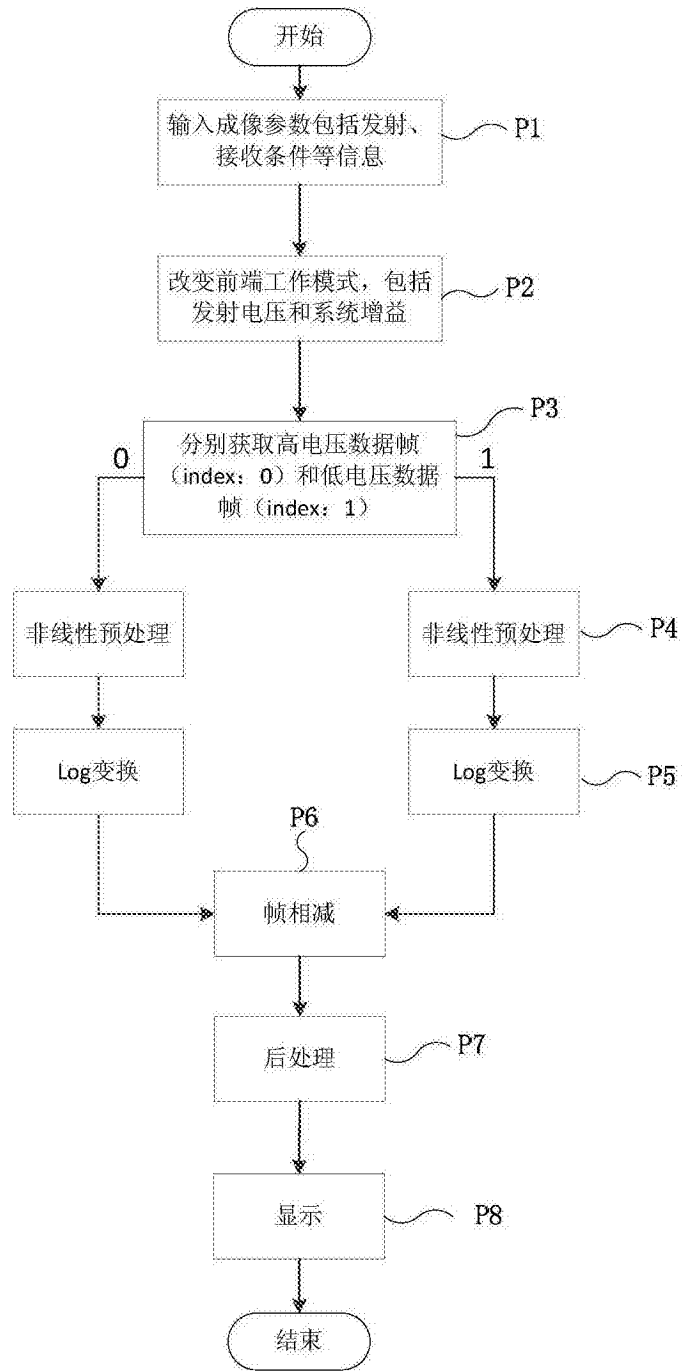 开始
输入成像参数包括发射、
接收条件等信息
P1
改变前端工作模式，包括
发射电压和系统增益
P2
P3
分别获取高电压数据帧
（index：0）和低电压数据
帧（index：1）
0
1
非线性预处理
非线性预处理
P4
Log变换
Log变换
P5
P6
帧相减
后处理
P7
显示
P8
结束